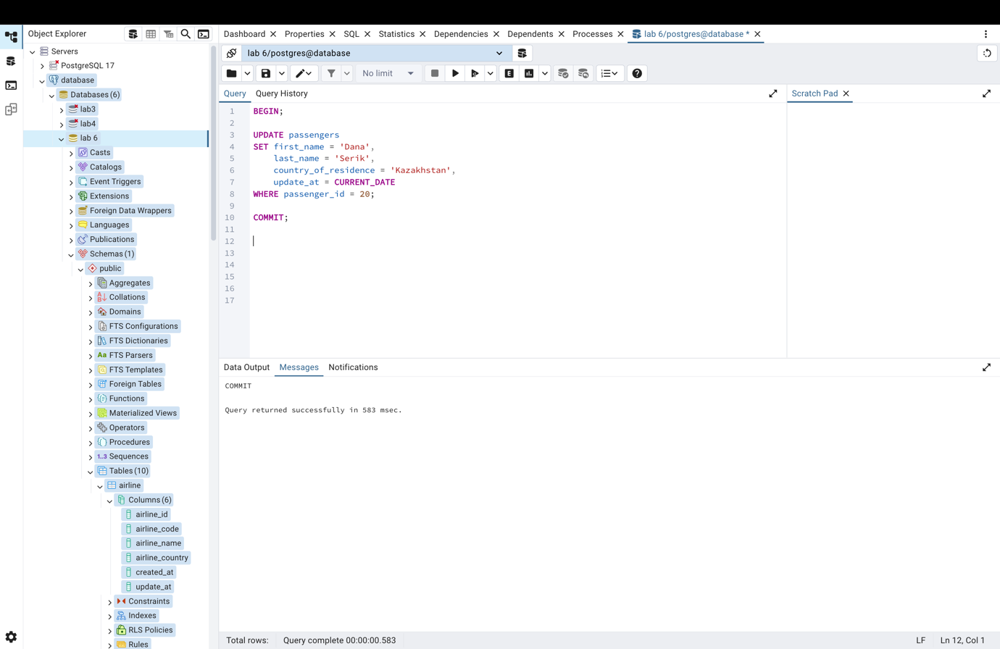 Object Explorer
Dashboard
Properties
SQL
Statistics
Dependencies
Dependents
Processes
lab 6/postgres@database *
Servers
PostgreSQL 17
database
Databases (6)
lab3
lab4
lab 6
Casts
Catalogs
Event Triggers
Extensions
Foreign Data Wrappers
Languages
Publications
Schemas (1)
public
Aggregates
Collations
Domains
FTS Configurations
FTS Dictionaries
Aa FTS Parsers
FTS Templates
Foreign Tables
Functions
Materialized Views
Operators
Procedures
1..3 Sequences
Tables (10)
airline
Columns (6)
airline_id
airline_code
airline_name
airline_country
created_at
update_at
Constraints
Indexes
RLS Policies
Rules
lab 6/postgres@database
No limit
E
Query
Query History
Scratch Pad
1 BEGIN;
2
3 UPDATE passengers
4 SET first_name = 'Dana',
5 last_name = 'Serik',
6 country_of_residence = 'Kazakhstan',
7 update_at = CURRENT_DATE
8 WHERE passenger_id = 20;
9
10 COMMIT;
11
12
13
14
15
16
17
Data Output
Messages
Notifications
COMMIT
Query returned successfully in 583 msec.
Total rows:
Query complete 00:00:00.583
LF
Ln 12, Col 1